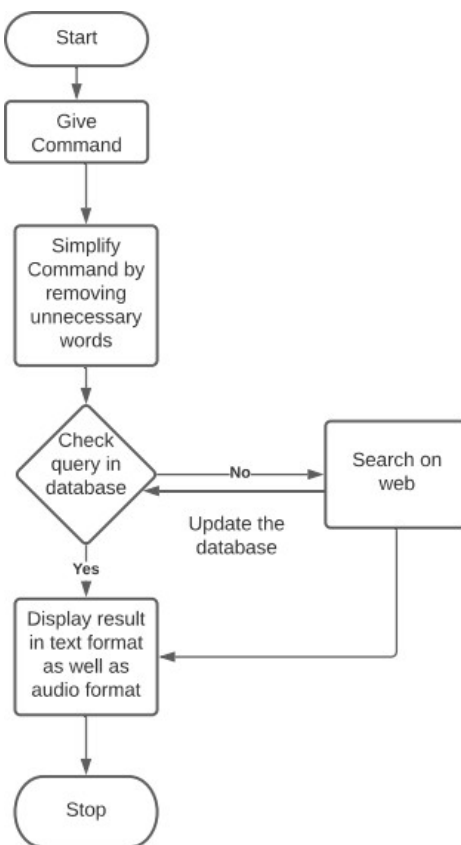 Start
Give
Command
Simplify
Command by
removing
unnecessary
words
Check
query in
database
No
Search on
web
Update the
database
Yes
Display result
in text format
as well as
audio format
Stop